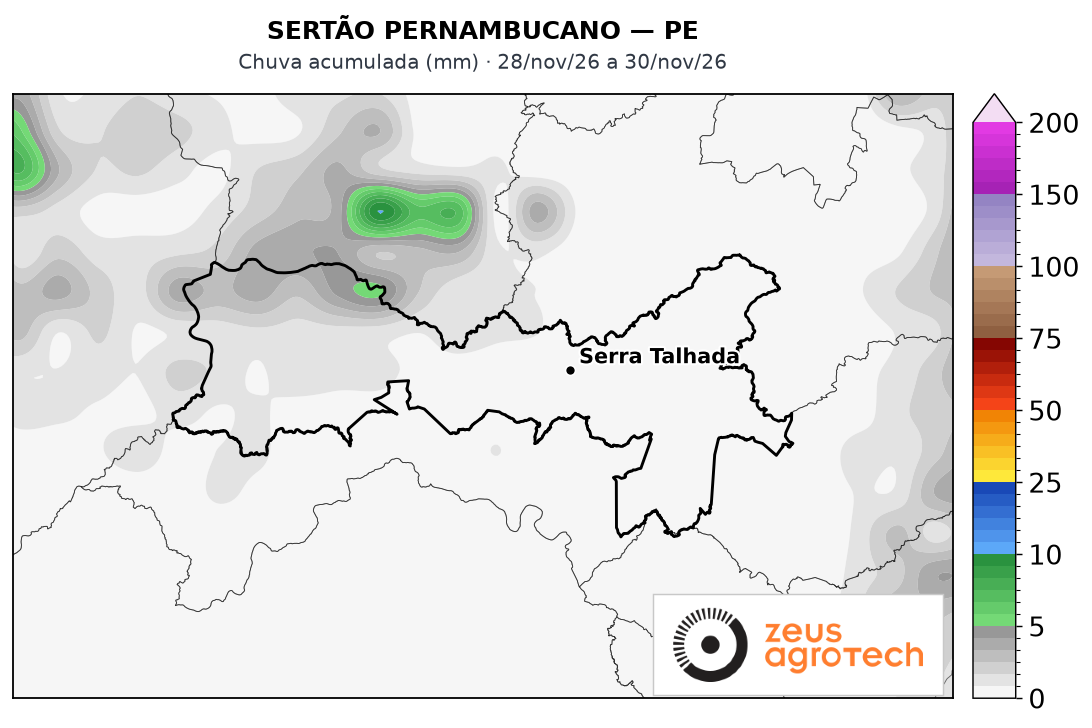 SERTÃO PERNAMBUCANO — PE
Chuva acumulada (mm) · 28/nov/26 a 30/nov/26
200
150
100
75
50
25
10
5
0
Serra Talhada
zeus
agrotech